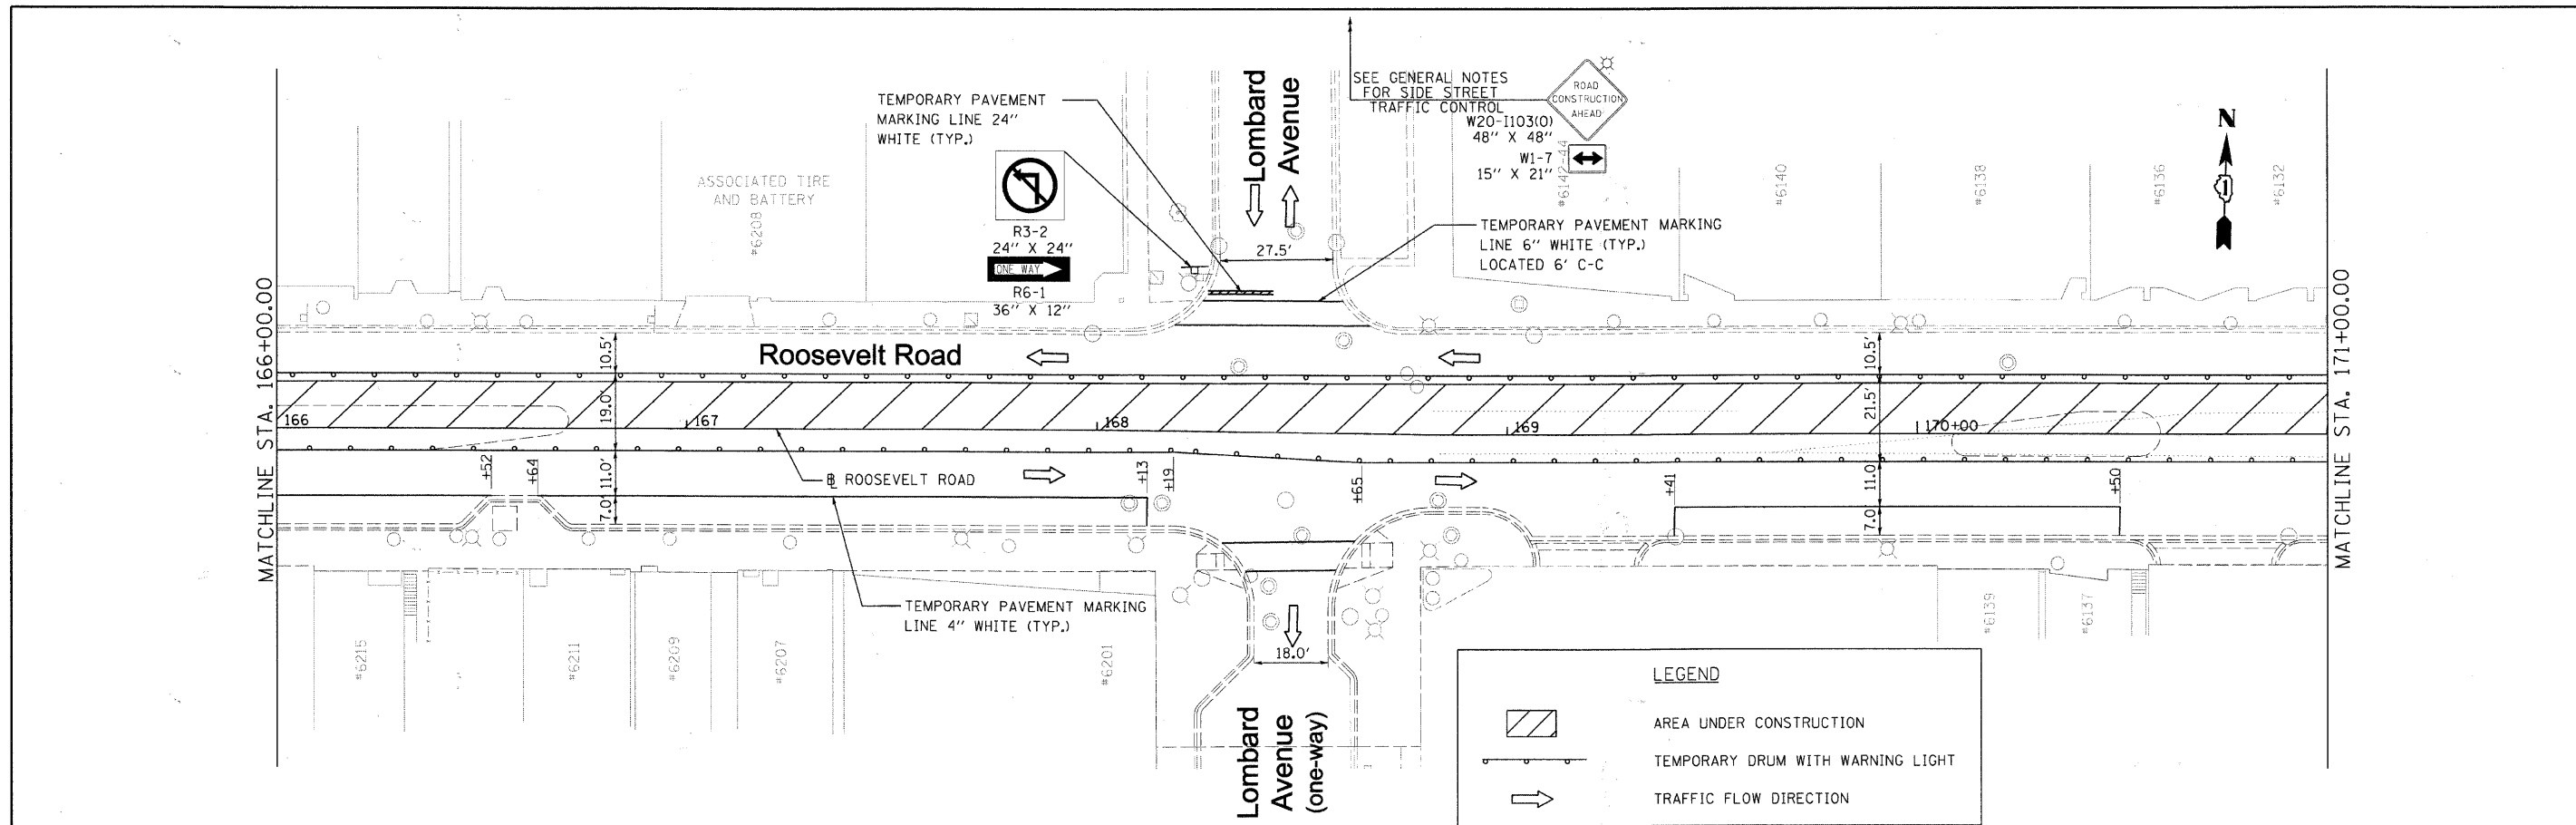 TEMPORARY PAVEMENT
MARKING LINE 24"
WHITE (TYP.)
R3-2
24" X 24"
ONE WAY
R6-1
36" X 12"
ASSOCIATED TIRE
AND BATTERY
#6208
Lombard
Avenue
27.5'
SEE GENERAL NOTES
FOR SIDE STREET
TRAFFIC CONTROL
ROAD
CONSTRUCTION
AHEAD
W20-I103(O)
48" X 48"
W1-7
15" X 21"
#6142-44
#6140
#6138
#6136
#6132
N
1
TEMPORARY PAVEMENT MARKING
LINE 6" WHITE (TYP.)
LOCATED 6' C-C
MATCHLINE STA. 166+00.00
MATCHLINE STA. 171+00.00
Roosevelt Road
10.5'
19.0'
11.0'
7.0'
10.5'
21.5'
11.0
7.0
166
167
168
169
170+00
+52
+64
+13
+19
+65
+41
+50
B ROOSEVELT ROAD
TEMPORARY PAVEMENT MARKING
LINE 4" WHITE (TYP.)
#6215
#6211
#6209
#6207
#6201
#6139
#6137
18.0'
Lombard
Avenue
(one-way)
LEGEND
AREA UNDER CONSTRUCTION
TEMPORARY DRUM WITH WARNING LIGHT
TRAFFIC FLOW DIRECTION